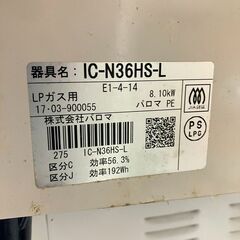 器具名：IC-N36HS-L
E1-4-14
LPガス用 8.10kW
17・03-900055 パロマ PE
株式会社パロマ
275 IC-N36HS-L
区分C 効率56.3%
区分J 効率192Wh
PS
LPG